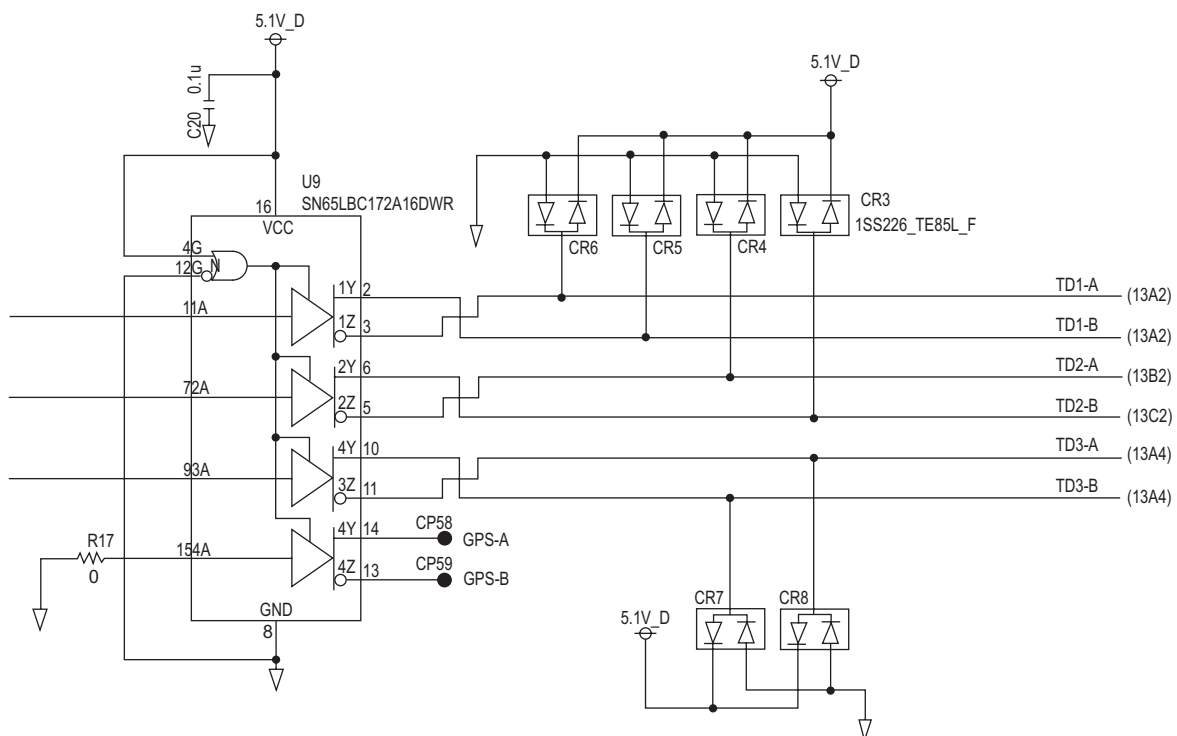 5.1V_D
0.1u
C20
5.1V_D
U9
SN65LBC172A16DWR
16
VCC
CR3
1SS226_TE85L_F
CR6
CR5
CR4
4G
12G
N
11A
1Y
2
1Z
3
TD1-A
(13A2)
TD1-B
(13A2)
72A
2Y
6
2Z
5
TD2-A
(13B2)
TD2-B
(13C2)
93A
4Y
10
3Z
11
TD3-A
(13A4)
TD3-B
(13A4)
R17
0
154A
4Y
14
CP58
GPS-A
4Z
13
CP59
GPS-B
GND
8
5.1V_D
CR7
CR8